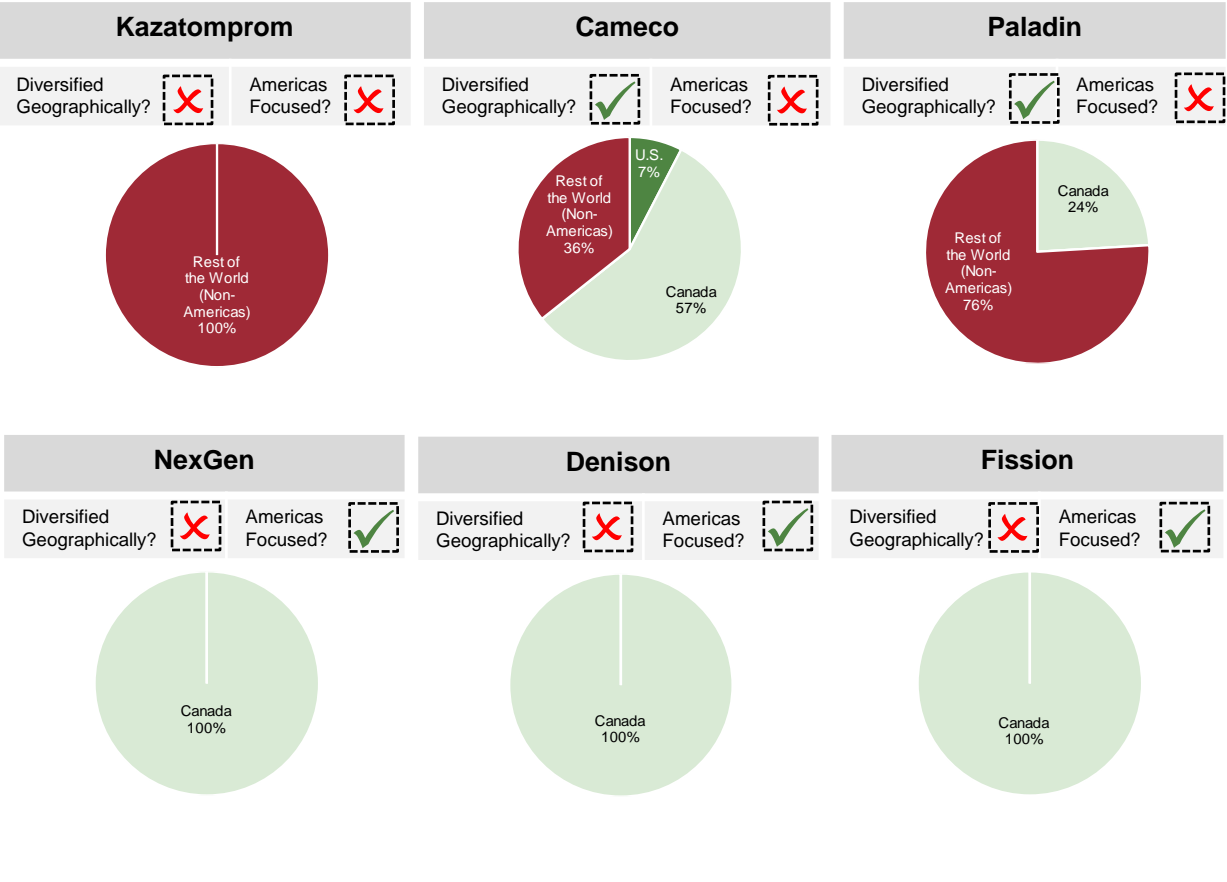 Kazatomprom
Diversified
Geographically?
Americas
Focused?
Rest of
the World
(Non-
Americas)
100%
Cameco
Diversified
Geographically?
Americas
Focused?
U.S.
7%
Rest of
the World
(Non-
Americas)
36%
Canada
57%
Paladin
Diversified
Geographically?
Americas
Focused?
Canada
24%
Rest of
the World
(Non-
Americas)
76%
NexGen
Diversified
Geographically?
Americas
Focused?
Canada
100%
Denison
Diversified
Geographically?
Americas
Focused?
Canada
100%
Fission
Diversified
Geographically?
Americas
Focused?
Canada
100%